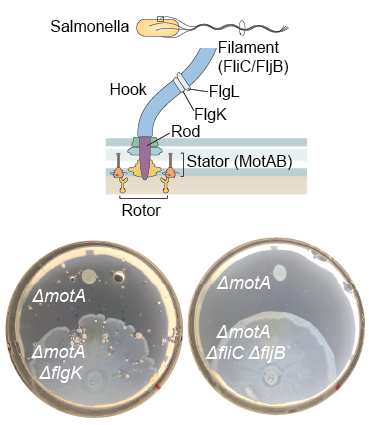 Salmonella
Filament
(FliC/FljB)
Hook
FlgL
FlgK
Rod
Stator (MotAB)
Rotor
ΔmotA
ΔmotA
ΔflgK
ΔmotA
ΔmotA
ΔfliC ΔfljB